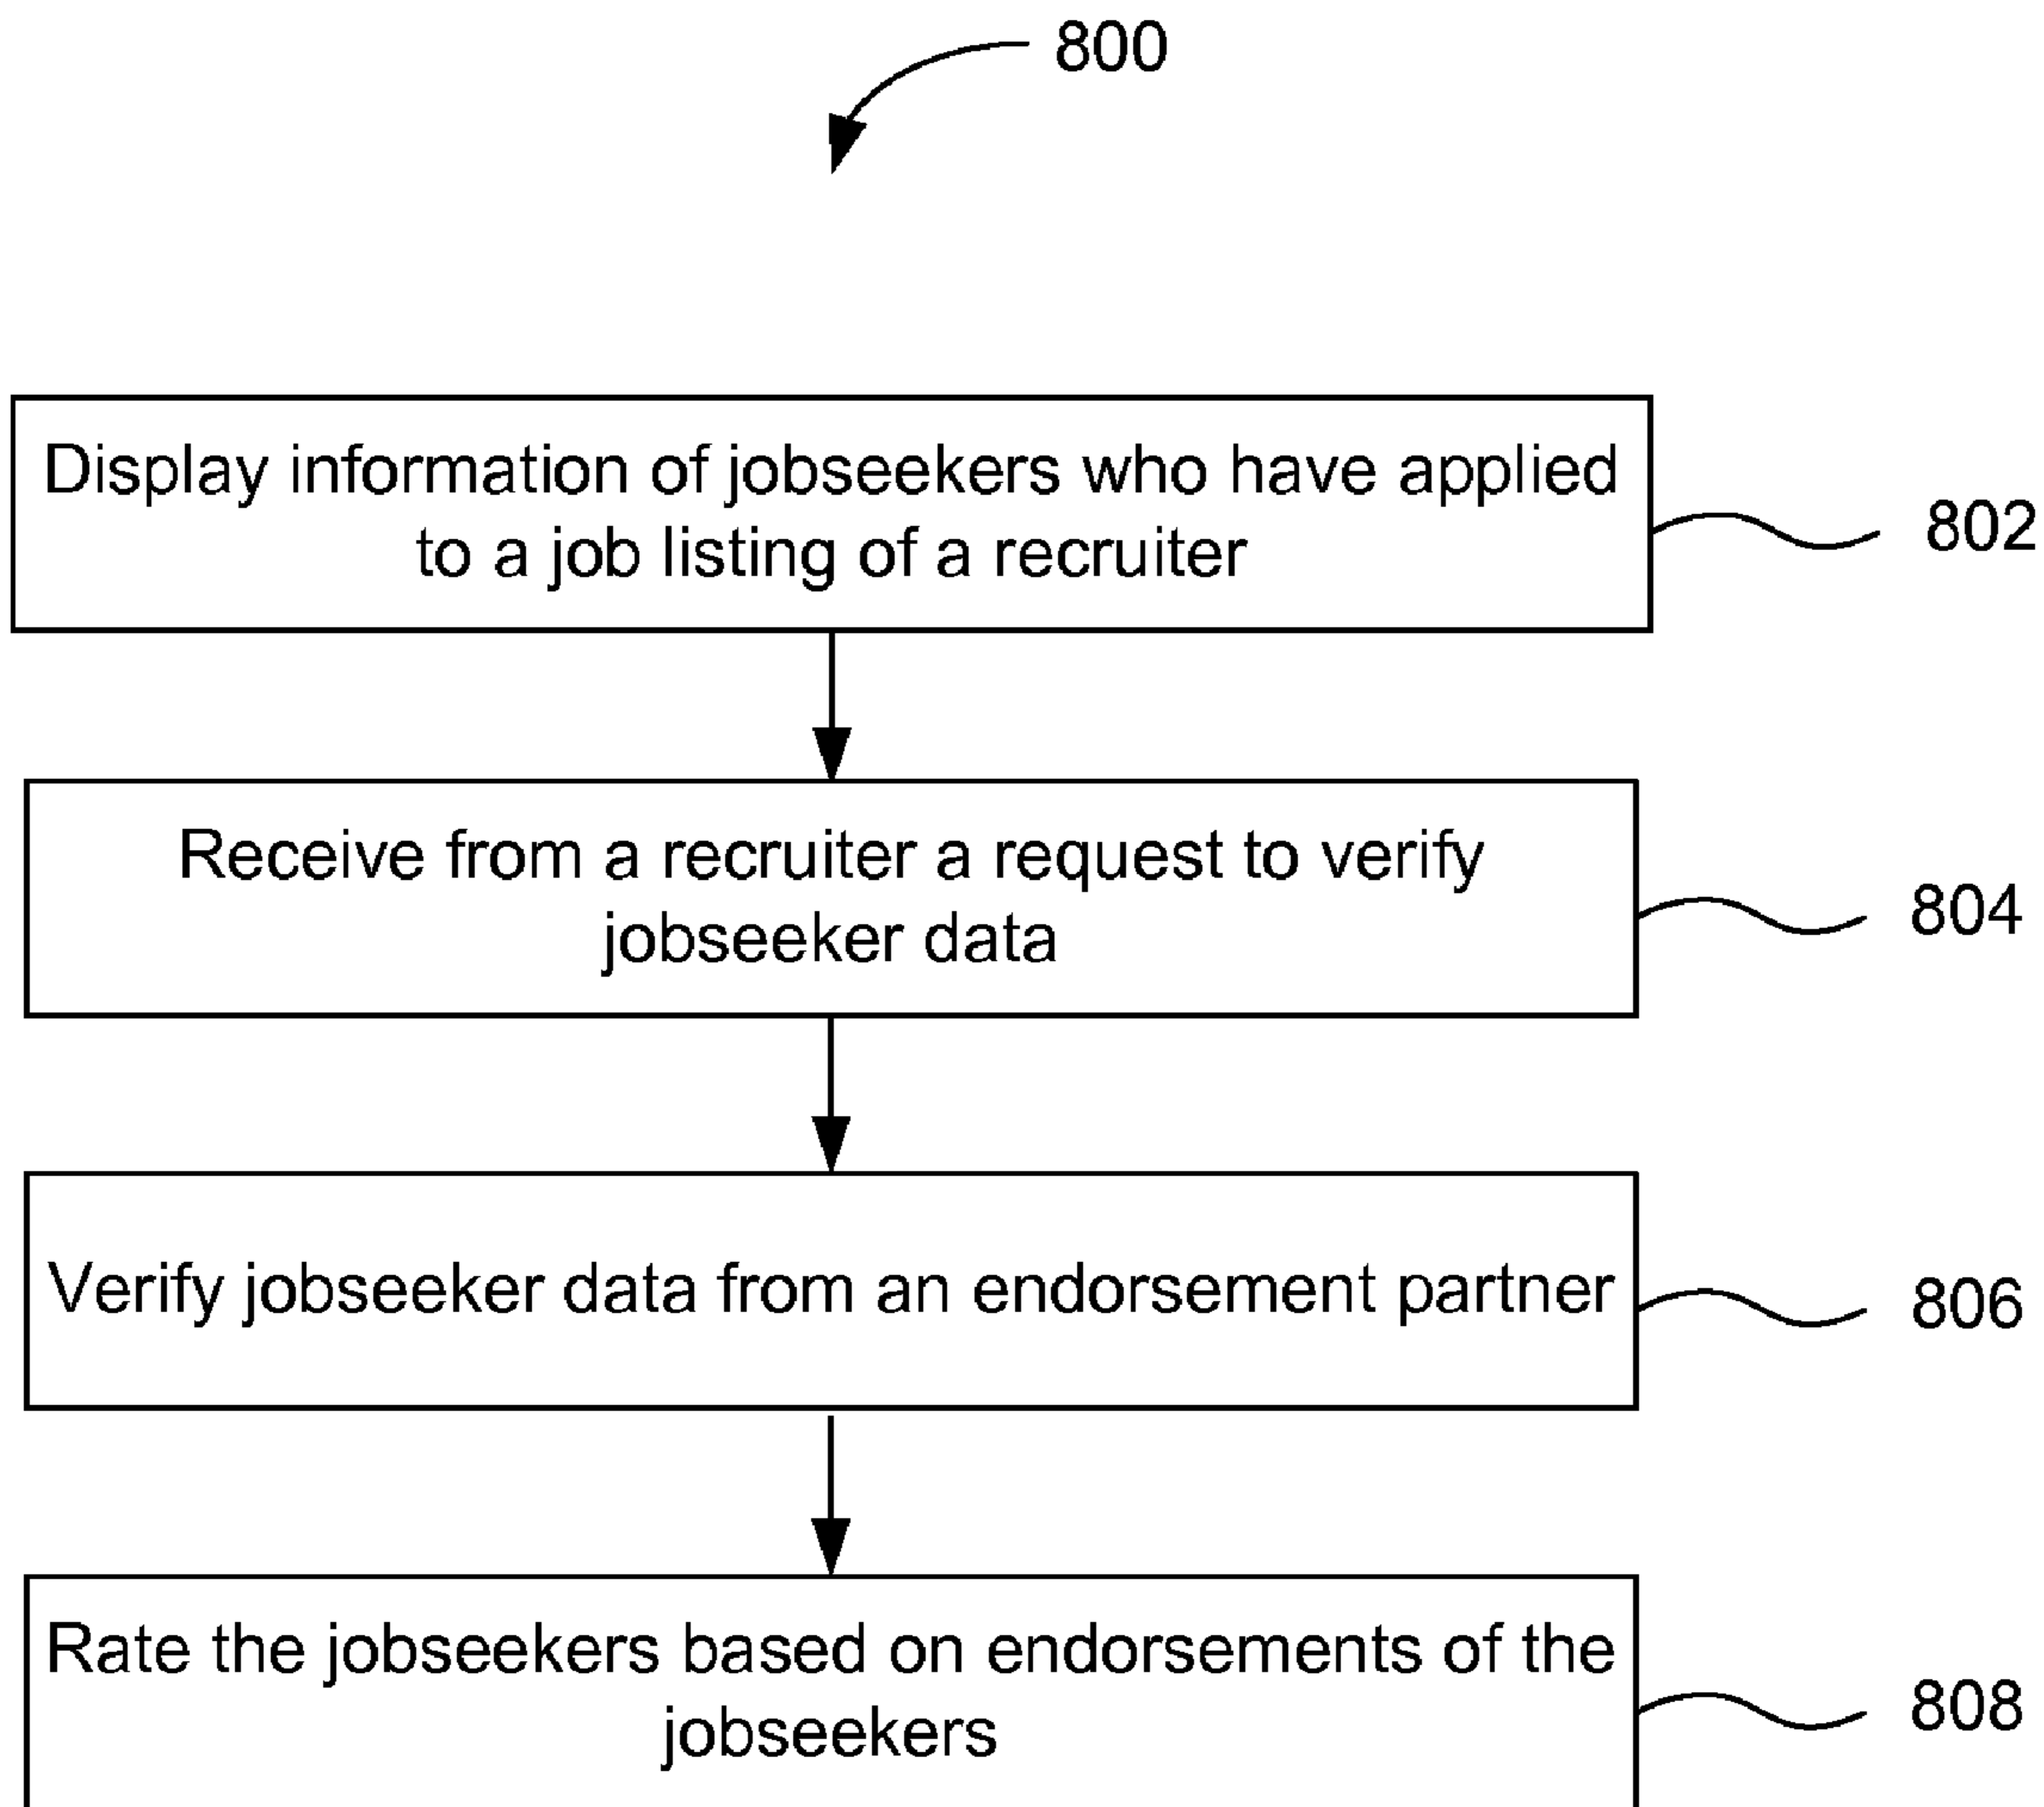 800
Display information of jobseekers who have applied
to a job listing of a recruiter
802
Receive from a recruiter a request to verify
jobseeker data
804
Verify jobseeker data from an endorsement partner
806
Rate the jobseekers based on endorsements of the
jobseekers
808